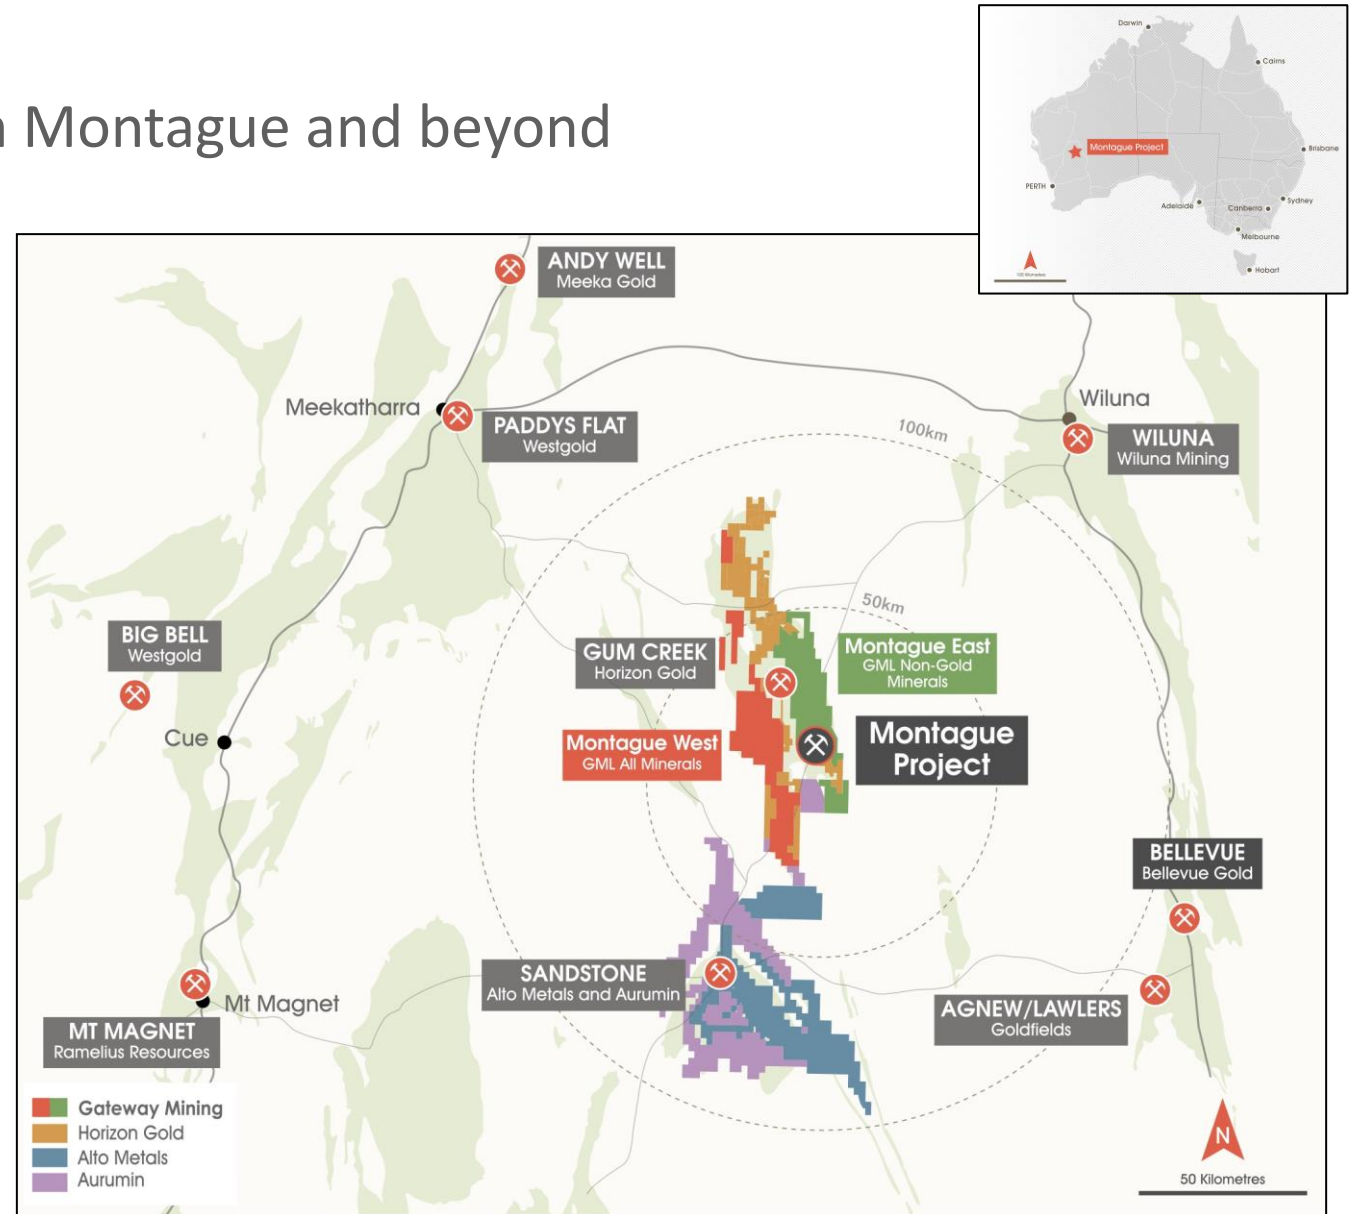 n Montague and beyond
Darwin
Cairns
Montague Project
Brisbane
PERTH
Adelaide
Canberra
Sydney
Melbourne
Hobart
ANDY WELL
Meeka Gold
Meekatharra
PADDYS FLAT
Westgold
100km
Wiluna
WILUNA
Wiluna Mining
50km
BIG BELL
Westgold
GUM CREEK
Horizon Gold
Montague East
GML Non-Gold
Minerals
Cue
Montague West
GML All Minerals
Montague
Project
BELLEVUE
Bellevue Gold
SANDSTONE
Alto Metals and Aurumin
Mt Magnet
AGNEW/LAWLERS
Goldfields
MT MAGNET
Ramelius Resources
Gateway Mining
Horizon Gold
Alto Metals
Aurumin
N
50 Kilometres